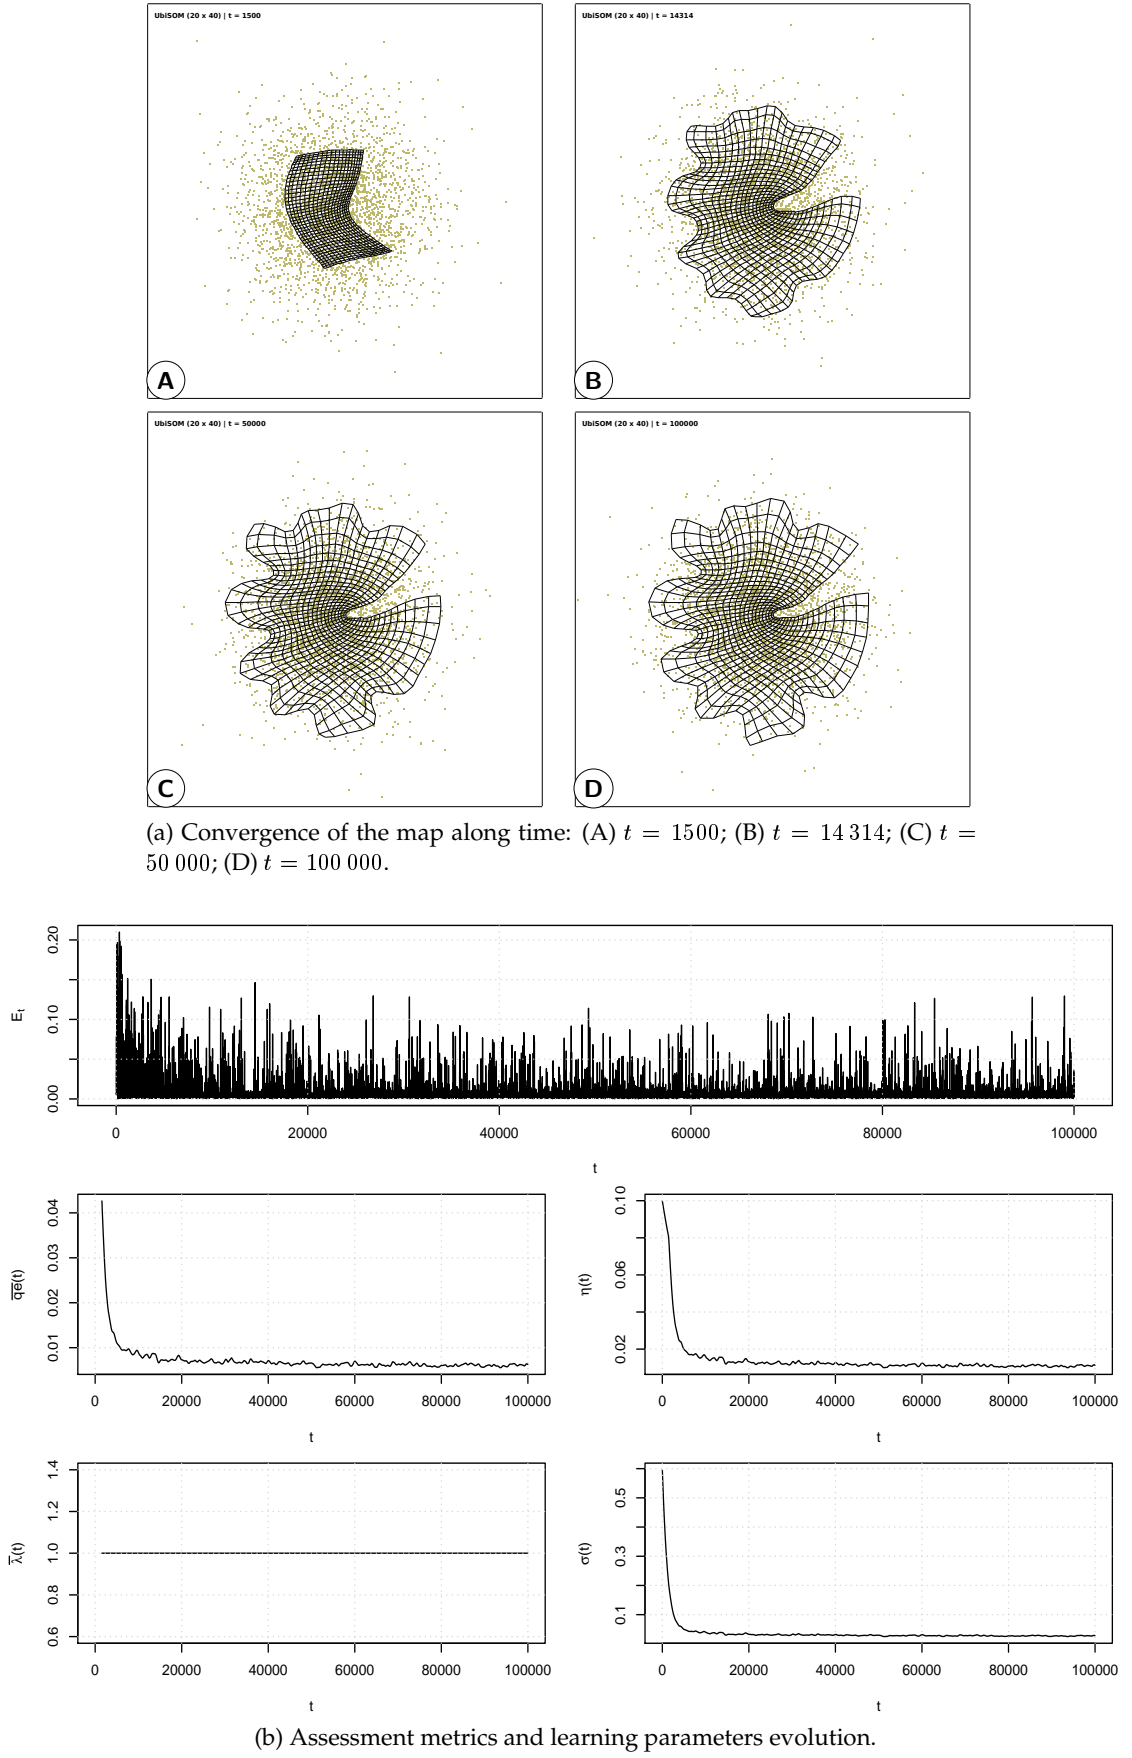 UbiSOM (20 x 40) | t = 1500
UbiSOM (20 x 40) | t = 14314
A
B
UbiSOM (20 x 40) | t = 50000
UbiSOM (20 x 40) | t = 100000
C
D
(a) Convergence of the map along time: (A) t = 1500; (B) t = 14 314; (C) t =
50 000; (D) t = 100 000.
0.20
0.10
0.00
Et
0 20000 40000 60000 80000 100000
t
0.04
0.03
0.02
0.01
q̅e̅(t)
0 20000 40000 60000 80000 100000
t
0.10
0.06
0.02
η(t)
0 20000 40000 60000 80000 100000
t
1.4
1.2
1.0
0.8
0.6
λ̅(t)
0 20000 40000 60000 80000 100000
t
0.5
0.3
0.1
σ(t)
0 20000 40000 60000 80000 100000
t
(b) Assessment metrics and learning parameters evolution.